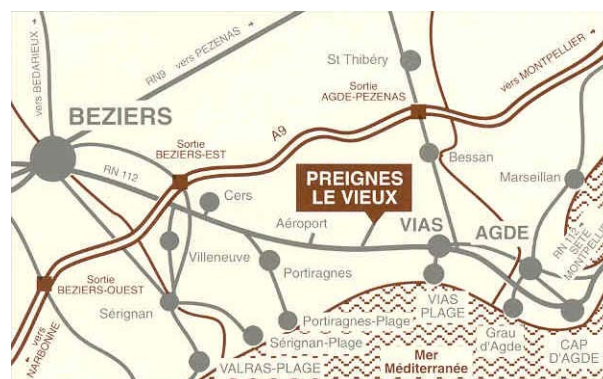 vers BEDARIEUX
RN9 vers PEZENAS
St Thibéry
vers MONTPELLIER
Sortie
AGDE-PEZENAS
BEZIERS
Sortie
BEZIERS-EST
A9
RN 112
Bessan
PREIGNES
LE VIEUX
Marseillan
Cers
Aéroport
VIAS
AGDE
RN 112
SETE
MONTPELLIER
Villeneuve
Portiragnes
Sortie
BEZIERS-OUEST
Sérignan
VIAS
PLAGE
Portiragnes-Plage
Grau
d'Agde
CAP
D'AGDE
vers
NARBONNE
Sérignan-Plage
Mer
Méditerranée
VALRAS-PLAGE